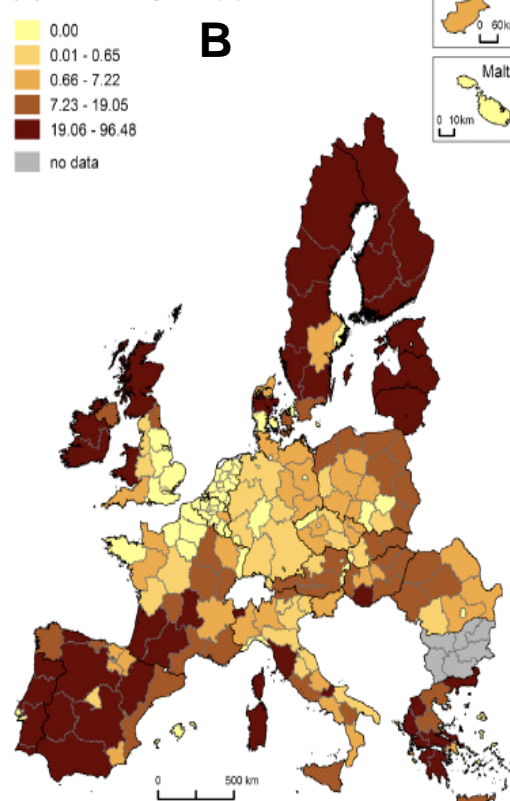 B
0.00
0.01 - 0.65
0.66 - 7.22
7.23 - 19.05
19.06 - 96.48
no data
0 60k
Malt
0 10km
0 500 km